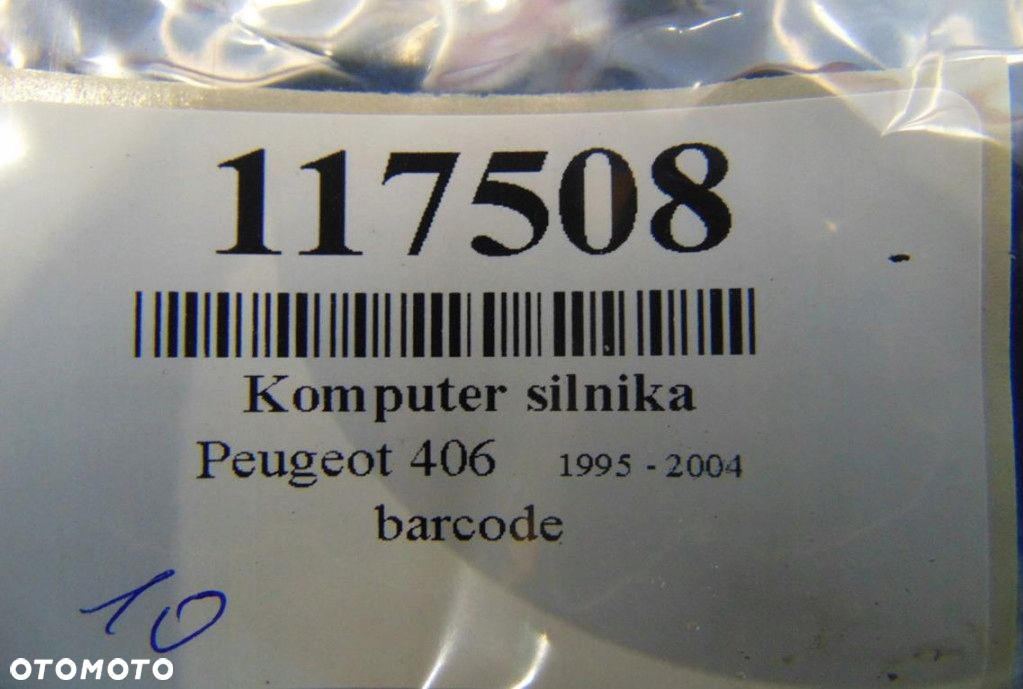 117508
Komputer silnika
Peugeot 406 1995 - 2004
barcode
10
OTOMOTO